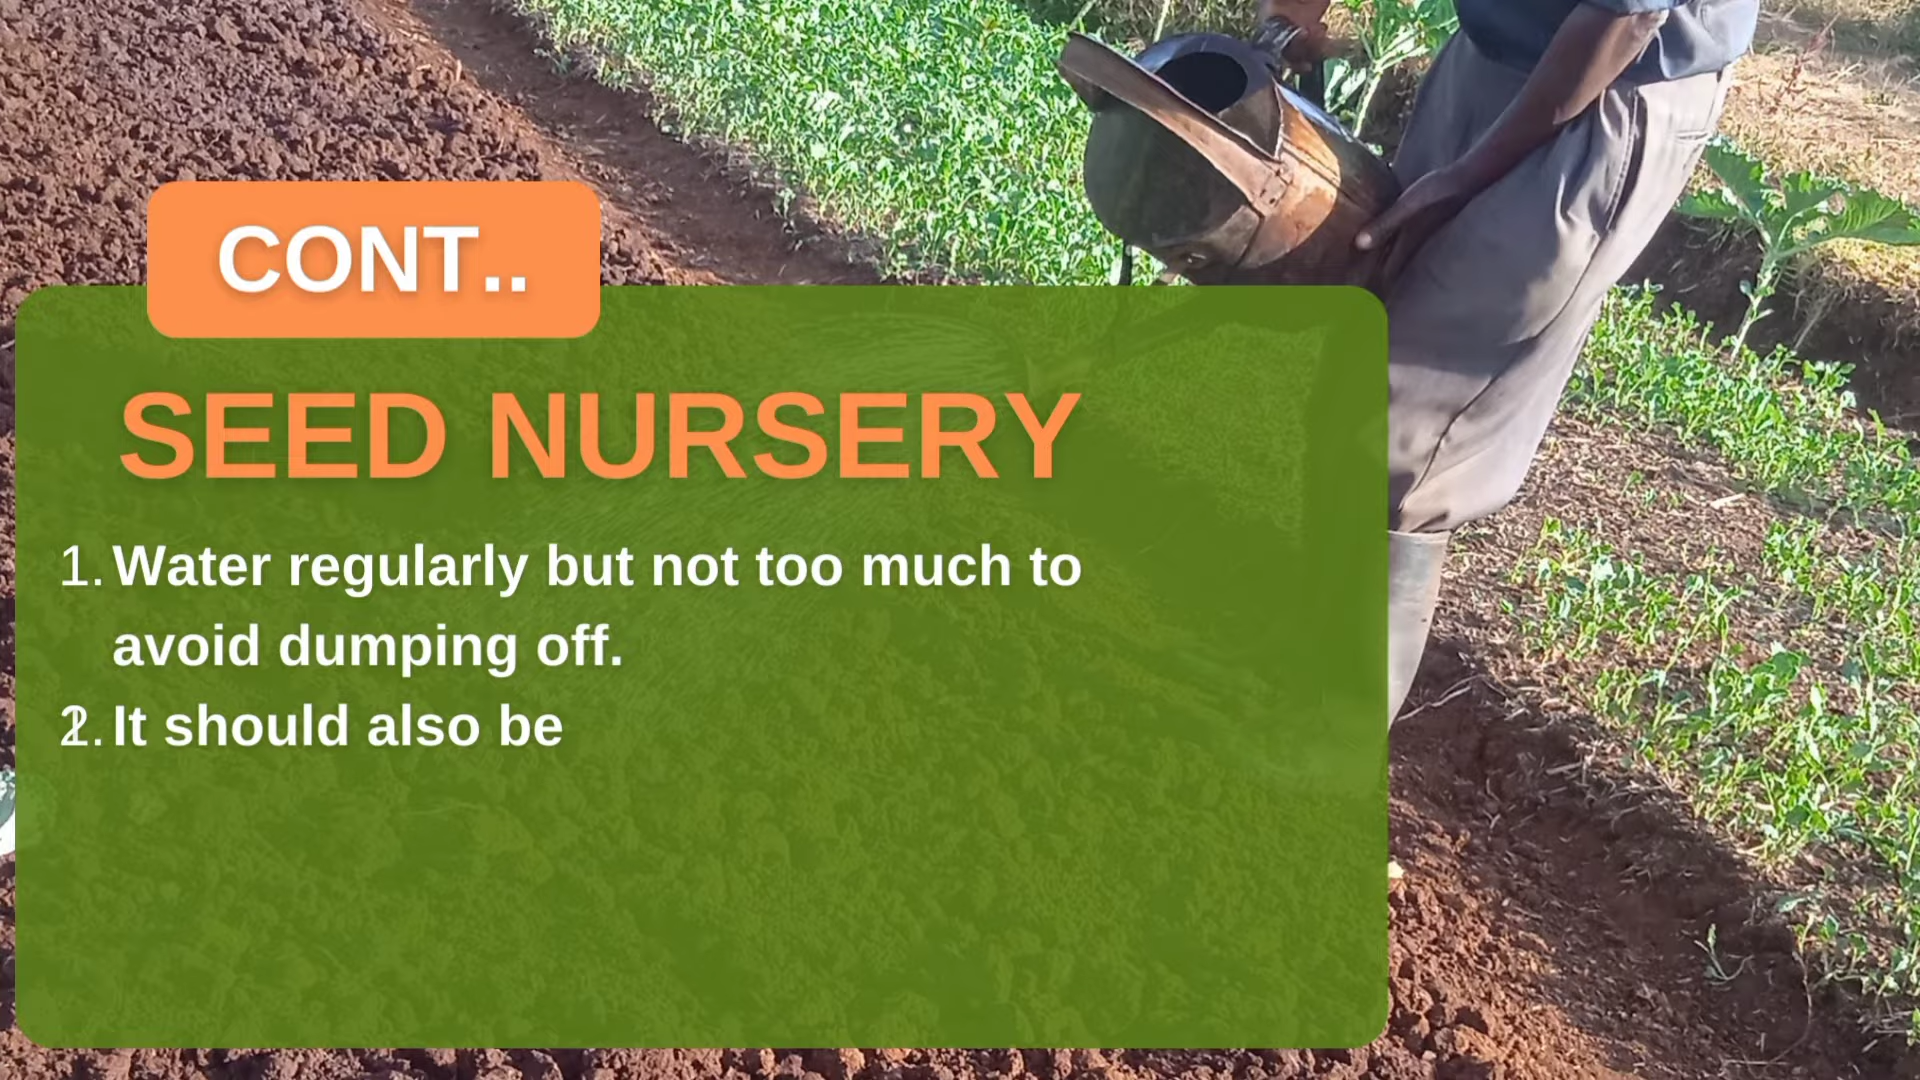 CONT..
SEED NURSERY
1. Water regularly but not too much to
avoid dumping off.
2. It should also be